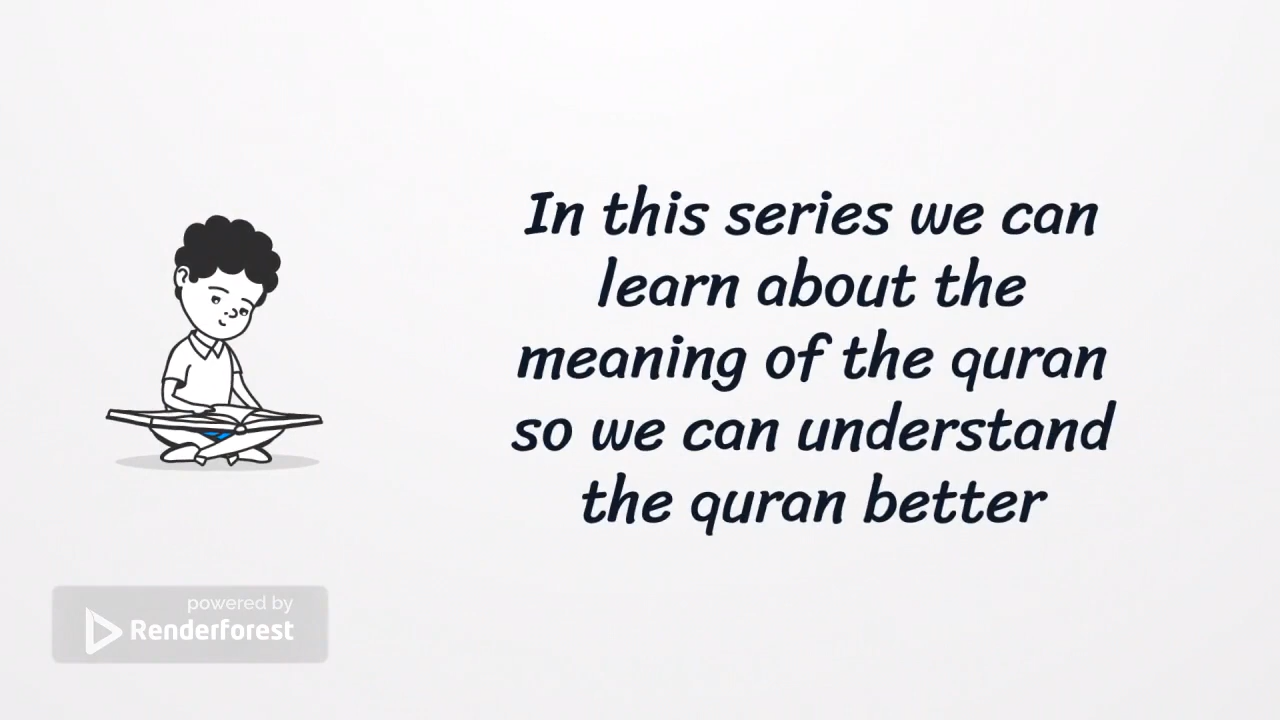 In this series we can
learn about the
meaning of the quran
so we can understand
the quran better
powered by
Renderforest